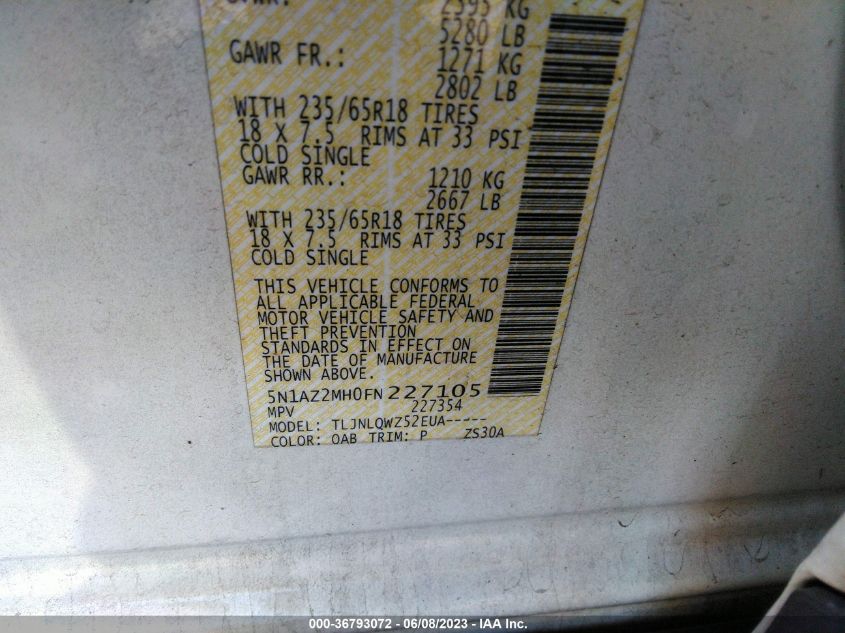 GVWR: 2395 KG
5280 LB
GAWR FR.: 1271 KG
2802 LB
WITH 235/65R18 TIRES
18 X 7.5 RIMS AT 33 PSI
COLD SINGLE
GAWR RR.: 1210 KG
2667 LB
WITH 235/65R18 TIRES
18 X 7.5 RIMS AT 33 PSI
COLD SINGLE
THIS VEHICLE CONFORMS TO
ALL APPLICABLE FEDERAL
MOTOR VEHICLE SAFETY AND
THEFT PREVENTION
STANDARDS IN EFFECT ON
THE DATE OF MANUFACTURE
SHOWN ABOVE.
5N1AZ2MH0FN227105
MPV 227354
MODEL: TLJNLQWZ52EUA-----
COLOR: QAB TRIM: P ZS30A
000-36793072 - 06/08/2023 - IAA Inc.